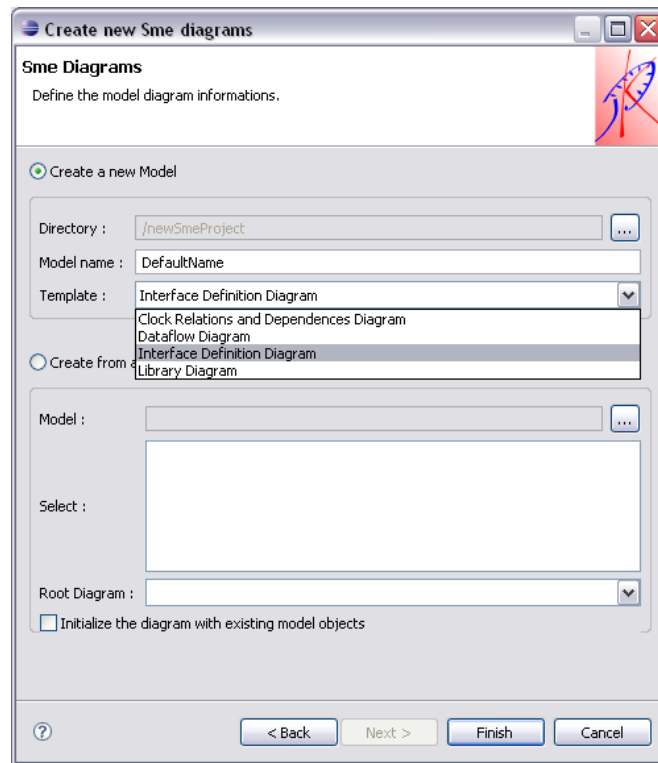 Create new Sme diagrams
Sme Diagrams
Define the model diagram informations.
Create a new Model
Directory : /newSmeProject ...
Model name : DefaultName
Template : Interface Definition Diagram
Clock Relations and Dependences Diagram
Dataflow Diagram
Interface Definition Diagram
Create from
Library Diagram
Model : ...
Select :
Root Diagram :
Initialize the diagram with existing model objects
? < Back Next > Finish Cancel